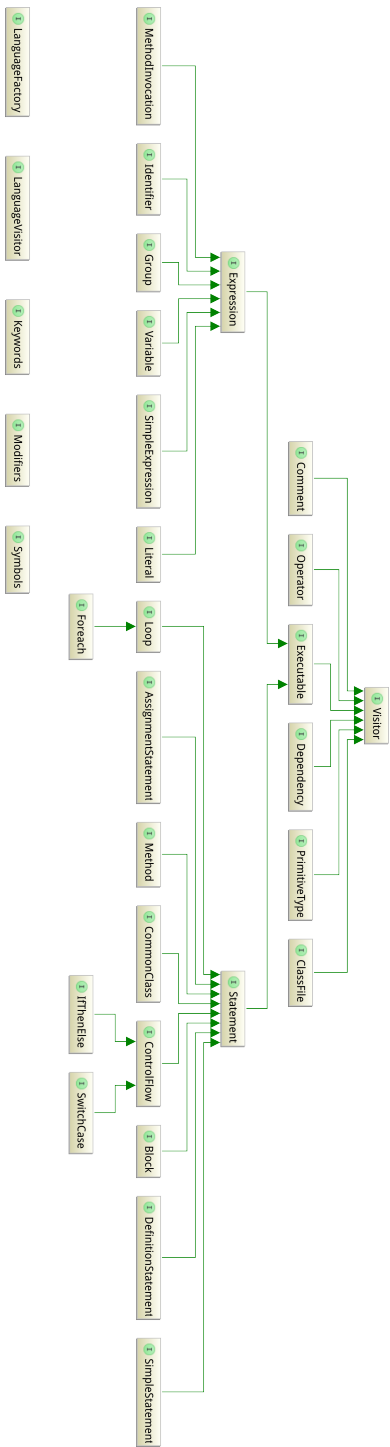 Visitor
Comment
Operator
Executable
Dependency
PrimitiveType
ClassFile
Expression
Statement
MethodInvocation
Identifier
Group
Variable
SimpleExpression
Literal
Loop
AssignmentStatement
Method
CommonClass
ControlFlow
Block
DefinitionStatement
SimpleStatement
Foreach
IfThenElse
SwitchCase
LanguageFactory
LanguageVisitor
Keywords
Modifiers
Symbols